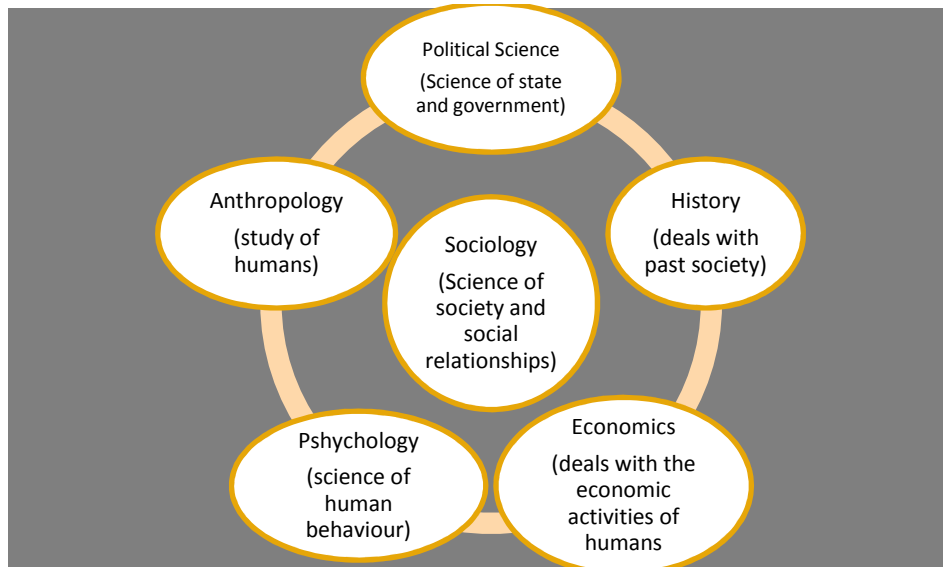 Political Science
(Science of state
and government)
History
(deals with
past society)
Economics
(deals with the
economic
activities of
humans
Pshychology
(science of
human
behaviour)
Anthropology
(study of
humans)
Sociology
(Science of
society and
social
relationships)